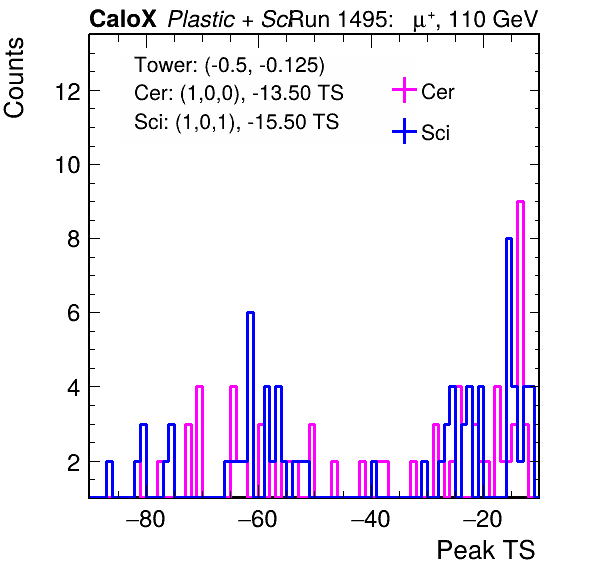 CaloX Plastic + Sci Run 1495: μ⁺, 110 GeV
Tower: (-0.5, -0.125)
Cer: (1,0,0), -13.50 TS
Sci: (1,0,1), -15.50 TS
Cer
Sci
Counts
12
10
8
6
4
2
−80 −60 −40 −20
Peak TS